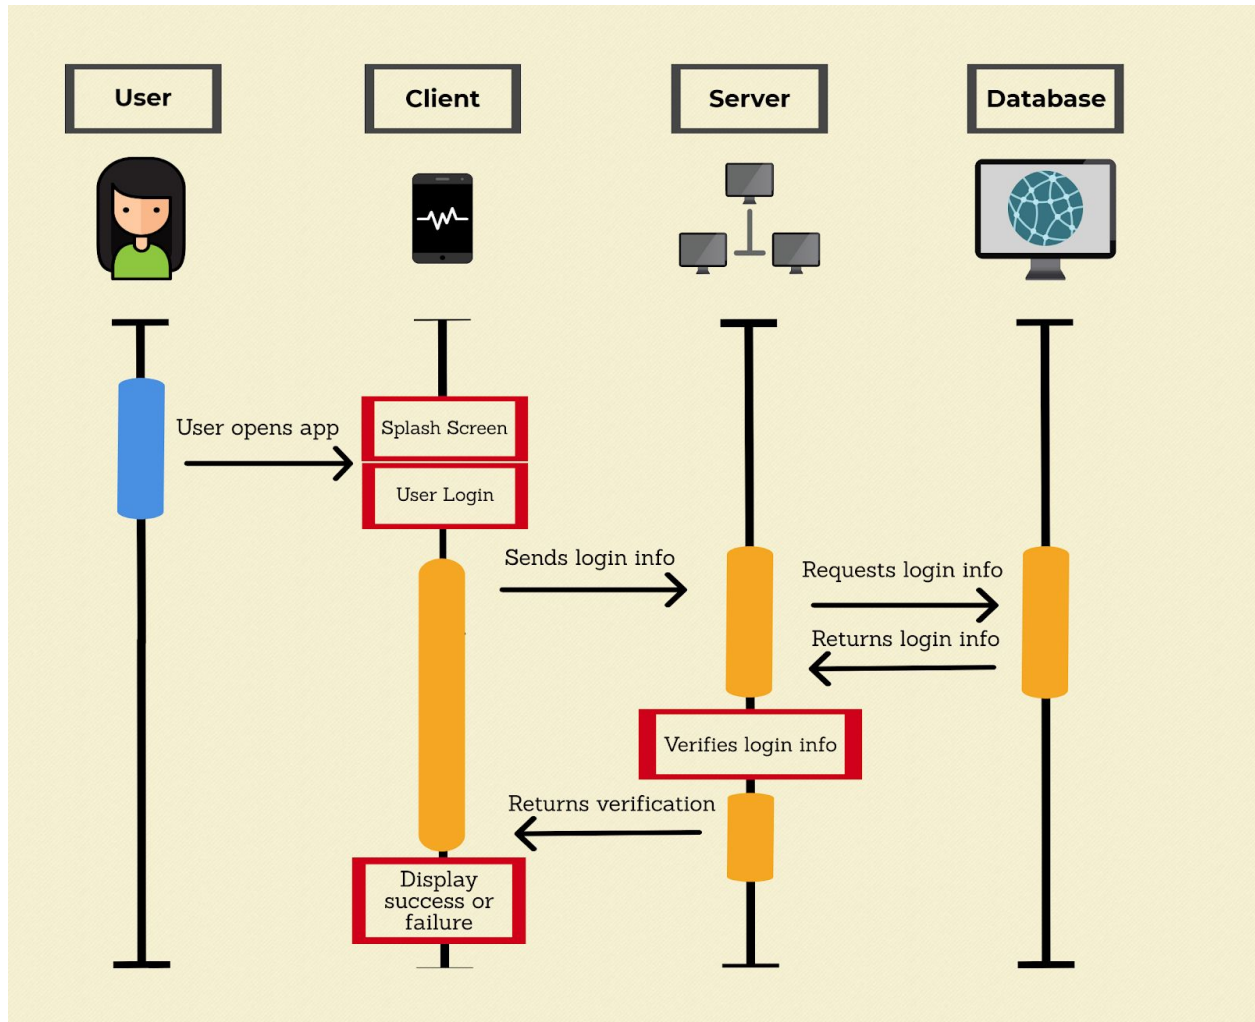 User
Client
Server
Database
User opens app
Splash Screen
User Login
Sends login info
Requests login info
Returns login info
Verifies login info
Returns verification
Display
success or
failure